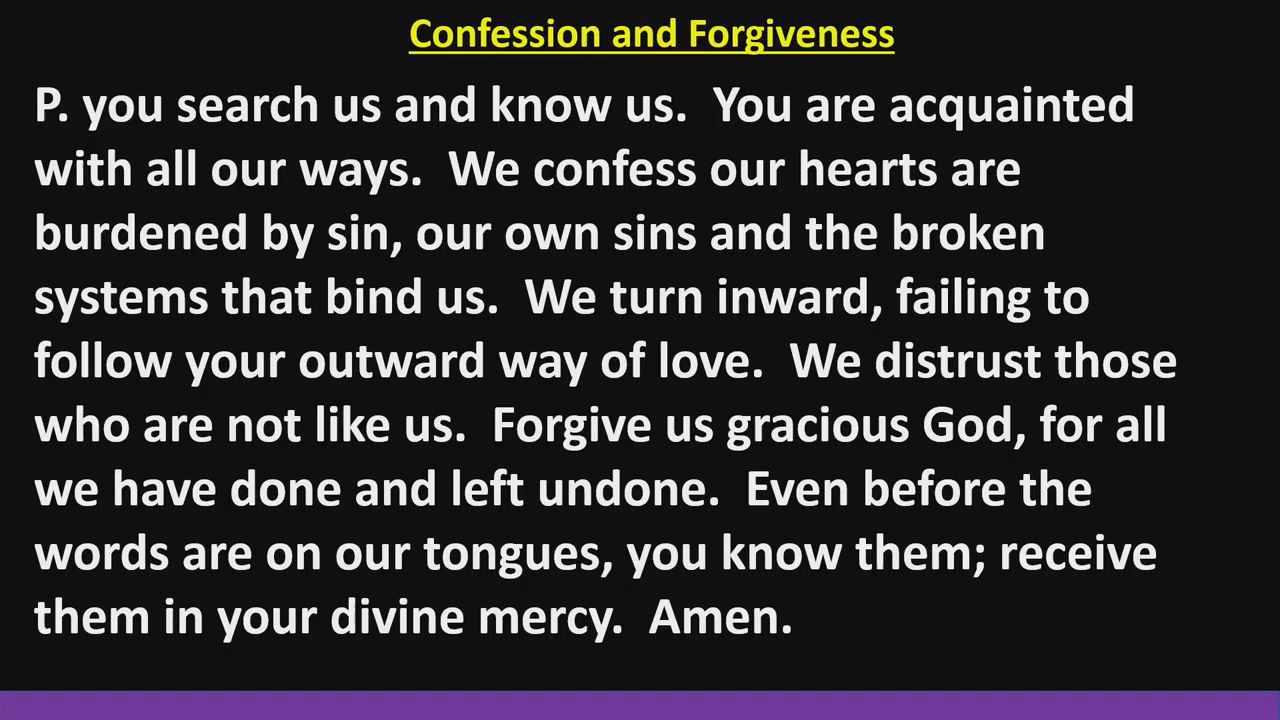 Confession and Forgiveness
P. you search us and know us.  You are acquainted
with all our ways.  We confess our hearts are
burdened by sin, our own sins and the broken
systems that bind us.  We turn inward, failing to
follow your outward way of love.  We distrust those
who are not like us.  Forgive us gracious God, for all
we have done and left undone.  Even before the
words are on our tongues, you know them; receive
them in your divine mercy.  Amen.